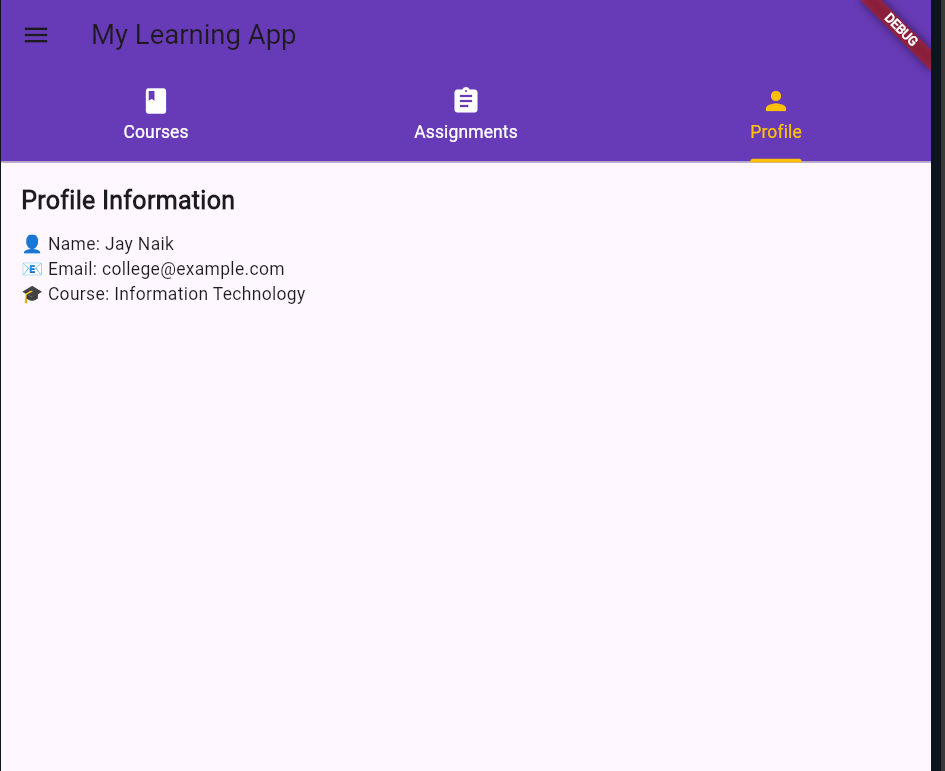 My Learning App
DEBUG
Courses
Assignments
Profile
Profile Information
👤 Name: Jay Naik
📧 Email: college@example.com
🎓 Course: Information Technology